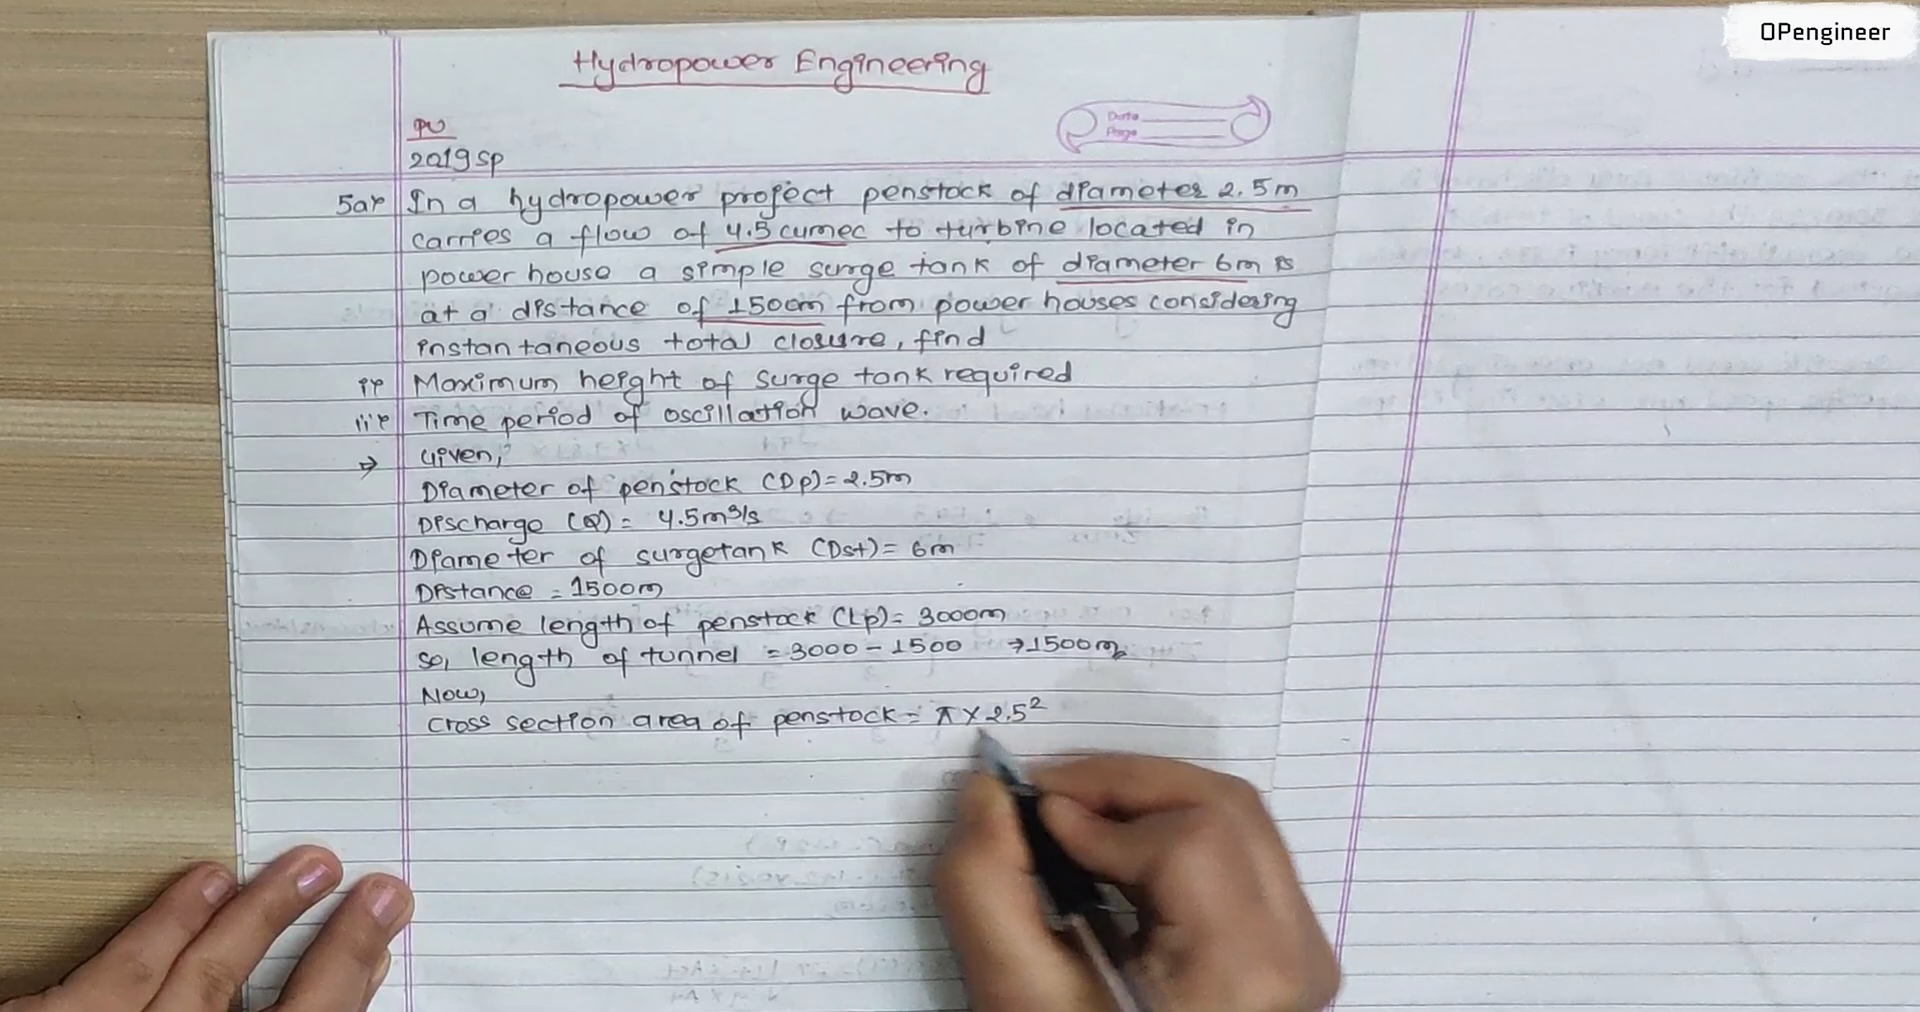 OPengineer
Hydropower Engineering
PU
Date
Page
2019 sp
5a> In a hydropower project penstock of diameter 2.5m
carries a flow of 4.5 cumec to turbine located in
power house a simple surge tank of diameter 6m is
at a distance of 1500m from power houses considering
instantaneous total closure, find
i> Maximum height of surge tank required
ii> Time period of oscillation wave.
⇒ Given,
Diameter of penstock (Dp)= 2.5m
Discharge (Q) = 4.5m³/s
Diameter of surgetank (Dst) = 6m
Distance = 1500m
Assume length of penstock (Lp)= 3000m
so, length of tunnel = 3000 - 1500 ⇒ 1500m
Now,
Cross section area of penstock = π × 2.5²